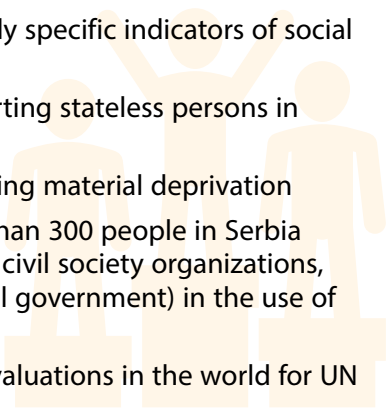 ly specific indicators of social
rting stateless persons in
ing material deprivation
han 300 people in Serbia
civil society organizations,
l government) in the use of
valuations in the world for UN